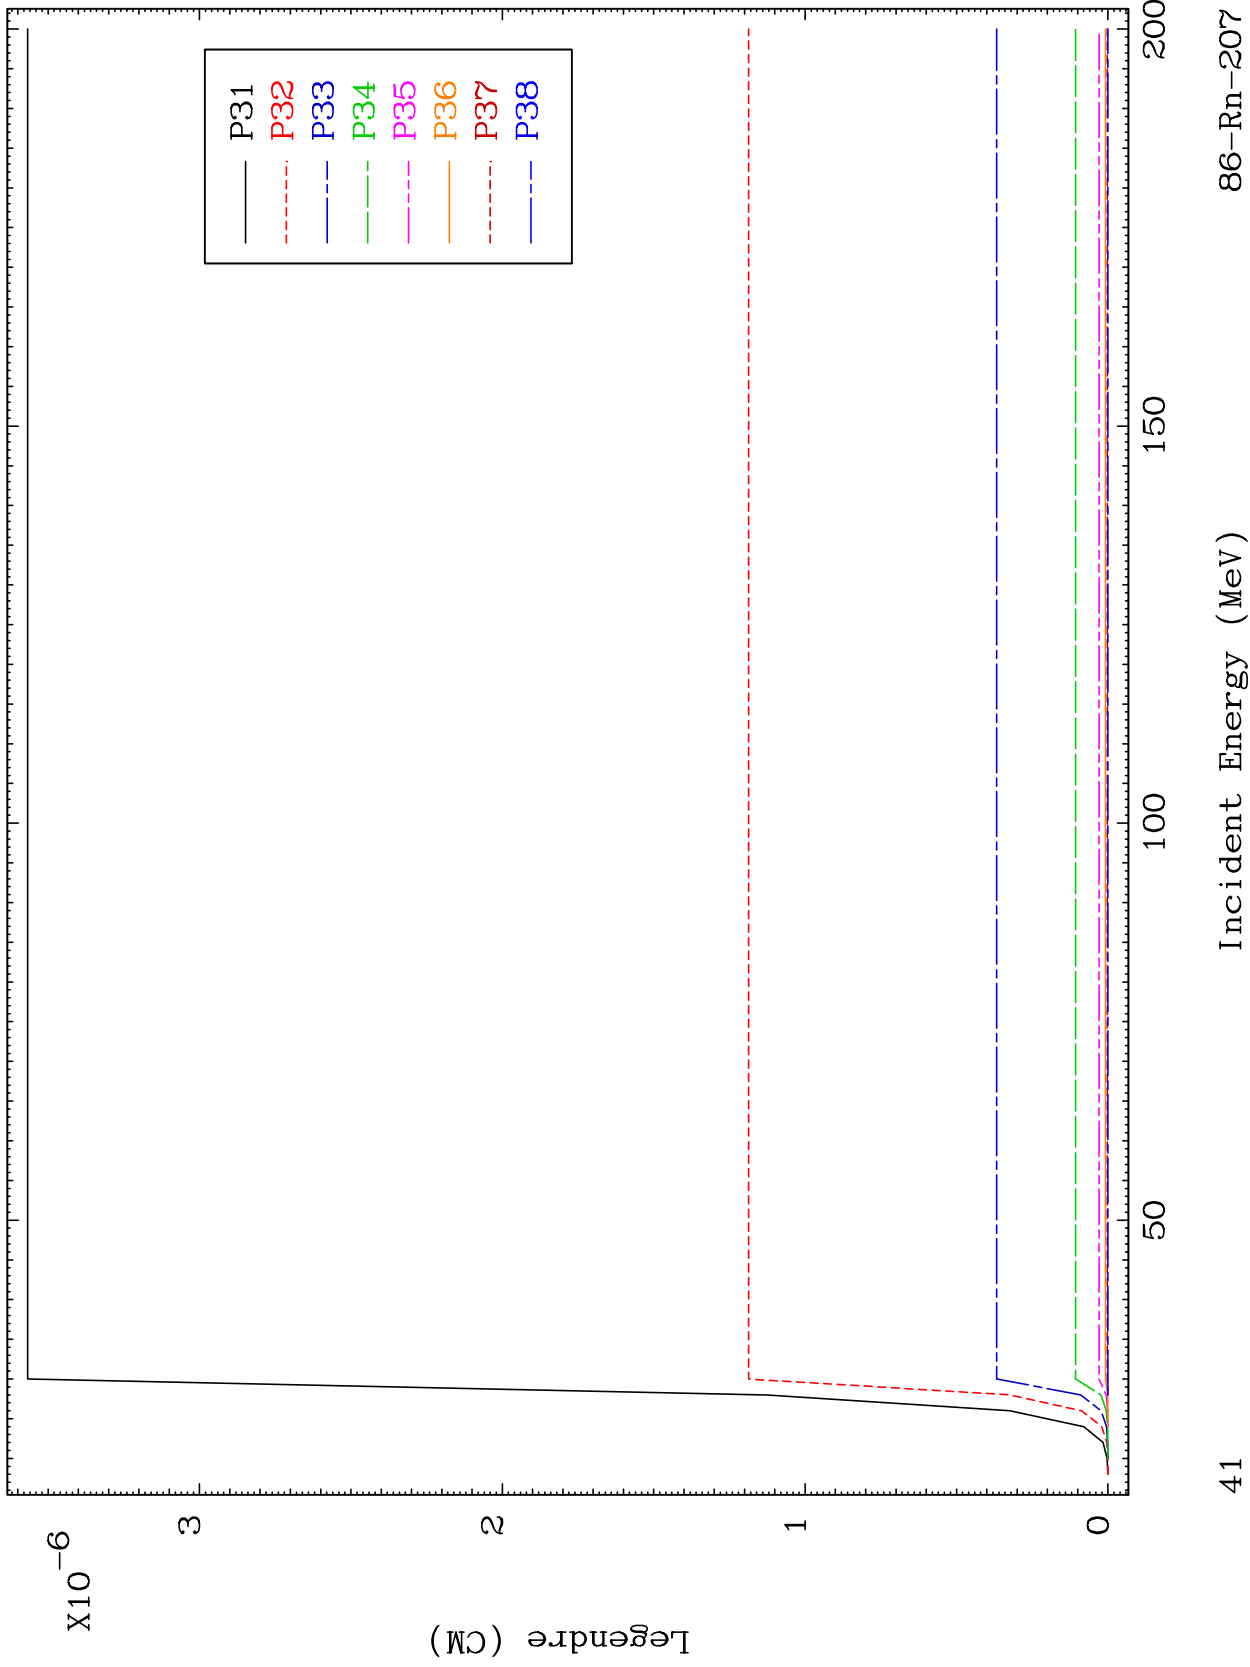 X10-6
Legendre (CM)
3
2
1
0
P31
P32
P33
P34
P35
P36
P37
P38
50
100
150
200
Incident Energy (MeV)
41
86-Rn-207